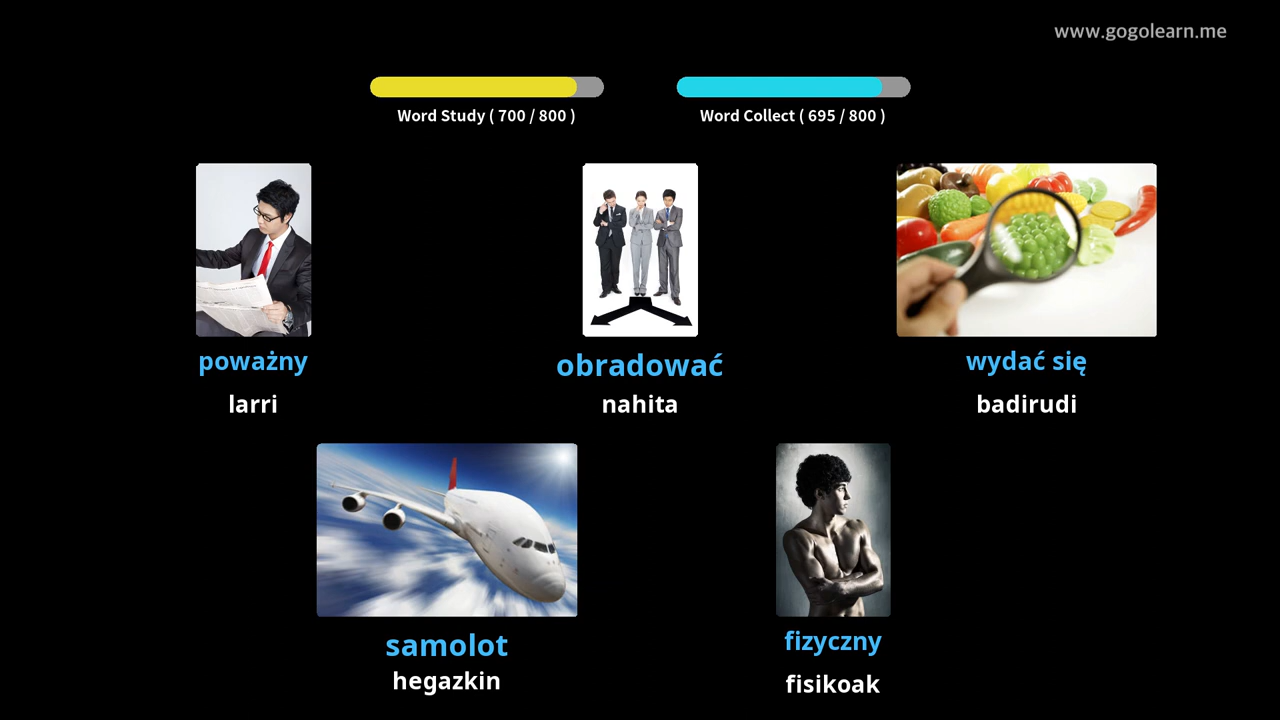 www.gogolearn.me
Word Study ( 700 / 800 )
Word Collect ( 695 / 800 )
poważny
obradować
wydać się
larri
nahita
badirudi
samolot
fizyczny
hegazkin
fisikoak